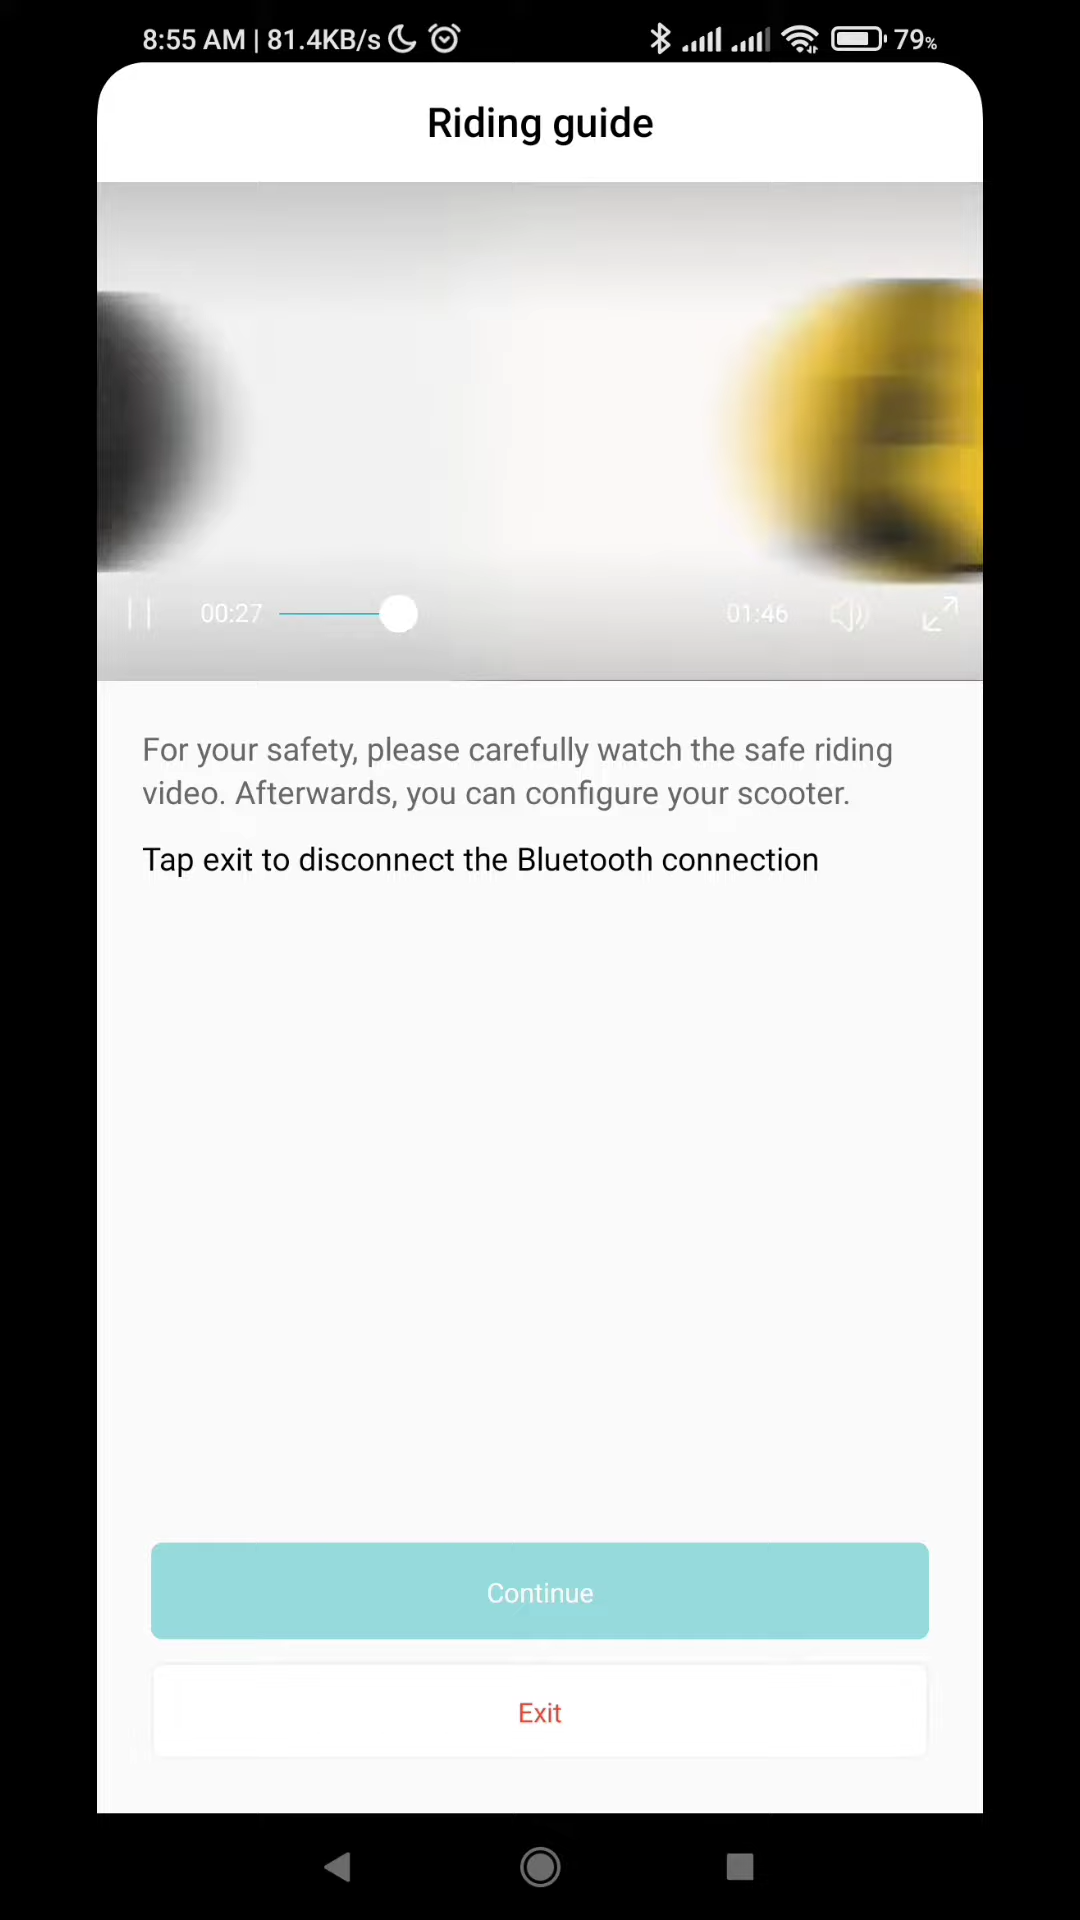 8:55 AM | 81.4KB/s 79%
Riding guide
00:27 01:46
For your safety, please carefully watch the safe riding
video. Afterwards, you can configure your scooter.
Tap exit to disconnect the Bluetooth connection
Continue
Exit